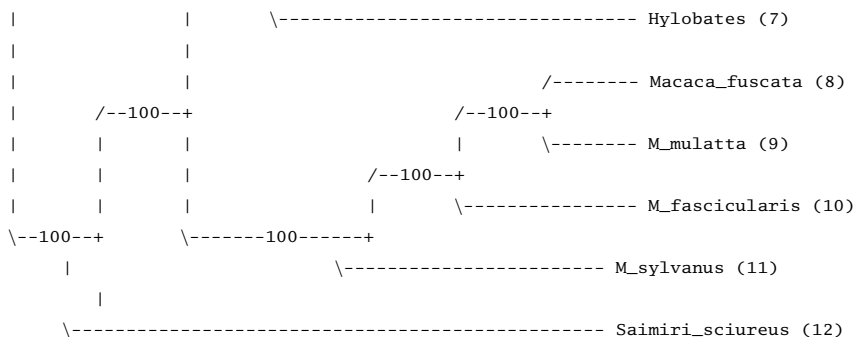 |                   |         \-------------------------------- Hylobates (7)
|                   |
|                   |                                       /-------- Macaca_fuscata (8)
|         /--100--+                             /--100--+
|         |         |                             |         \-------- M_mulatta (9)
|         |         |                   /--100--+
|         |         |                   |         \--------------- M_fascicularis (10)
\--100--+         \-------100------+
      |                             \----------------------- M_sylvanus (11)
          |
      \------------------------------------------------ Saimiri_sciureus (12)